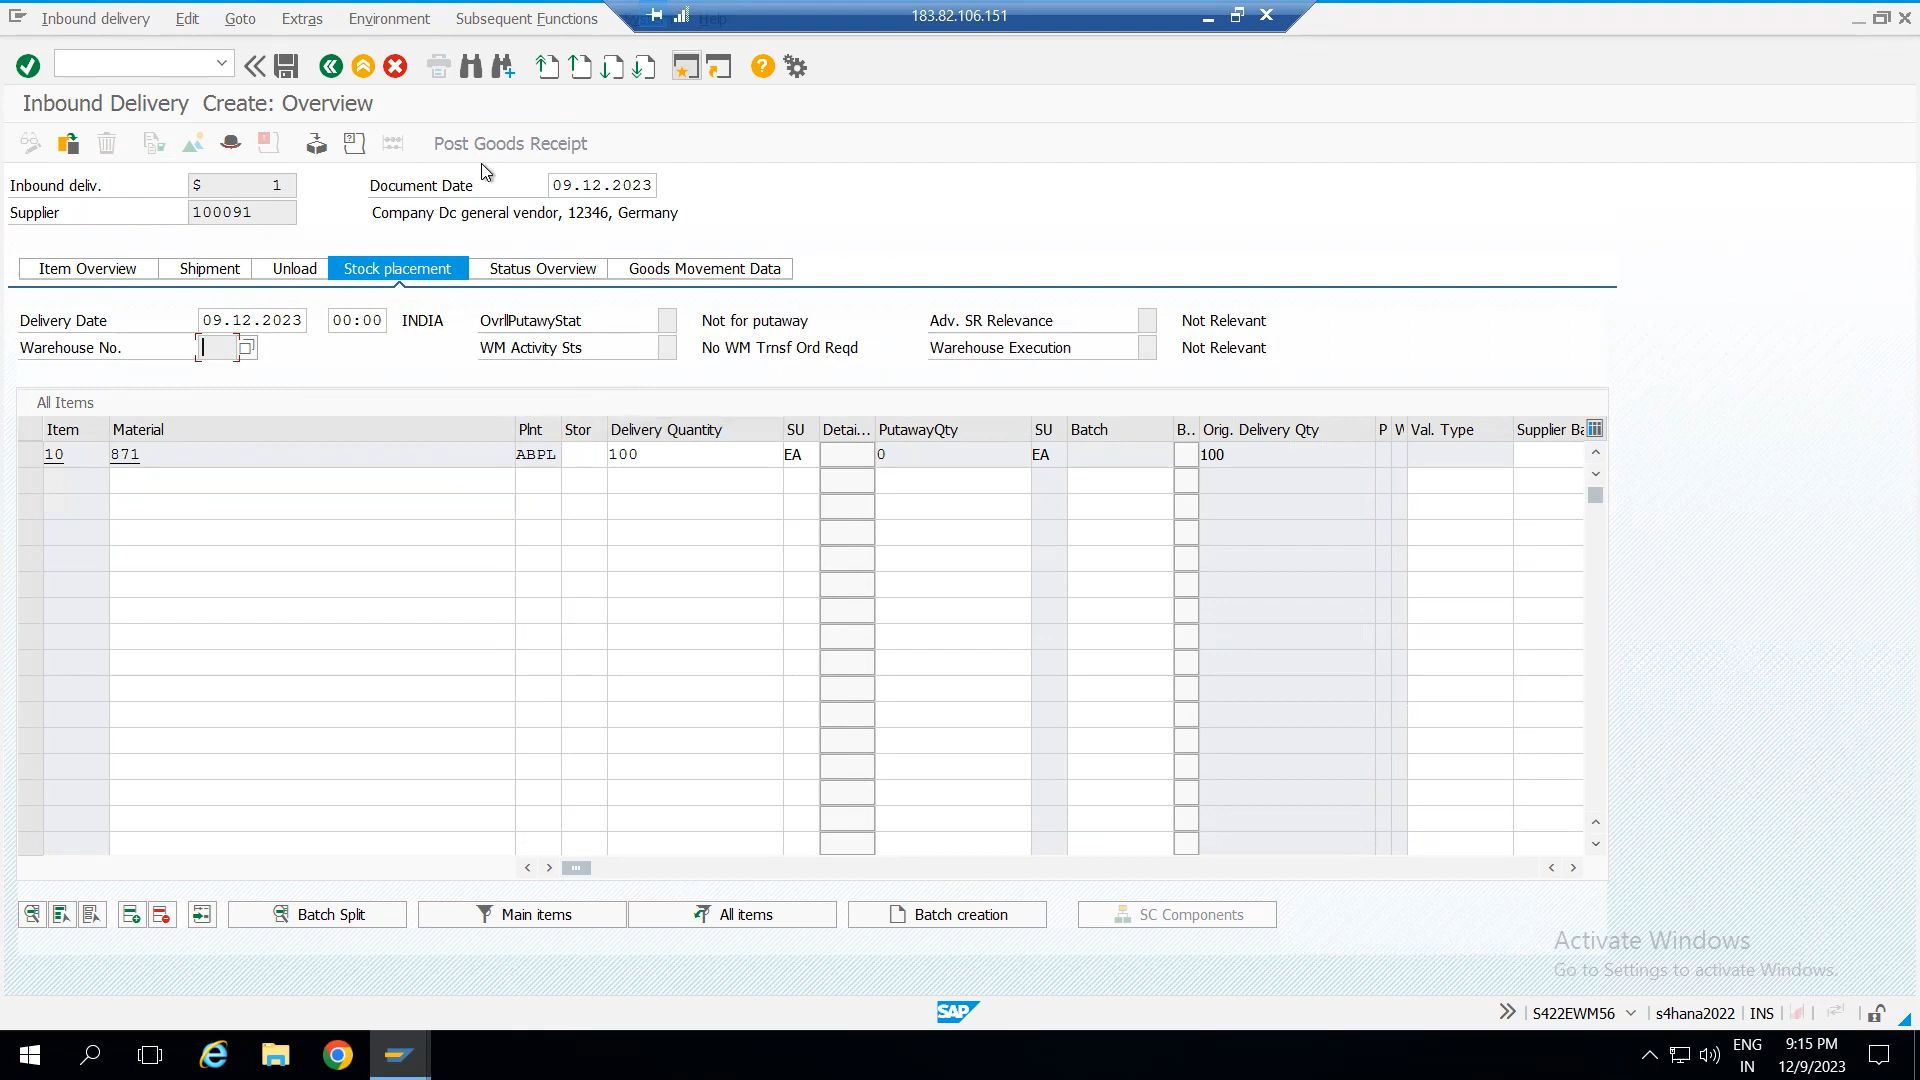 Inbound delivery Edit Goto Extras Environment Subsequent Functions Help
183.82.106.151
Inbound Delivery Create: Overview
Post Goods Receipt
Inbound deliv. $ 1 Document Date 09.12.2023
Supplier 100091 Company Dc general vendor, 12346, Germany
Item Overview Shipment Unload Stock placement Status Overview Goods Movement Data
Delivery Date 09.12.2023 00:00 INDIA OvrllPutawyStat Not for putaway Adv. SR Relevance Not Relevant
Warehouse No. WM Activity Sts No WM Trnsf Ord Reqd Warehouse Execution Not Relevant
All Items
Item Material Plnt Stor Delivery Quantity SU Detai... PutawayQty SU Batch B.. Orig. Delivery Qty P W Val. Type Supplier Ba
10 871 ABPL 100 EA 0 EA 100
Batch Split Main items All items Batch creation SC Components
Activate Windows
Go to Settings to activate Windows.
SAP S422EWM56 s4hana2022 INS
ENG 9:15 PM
IN 12/9/2023